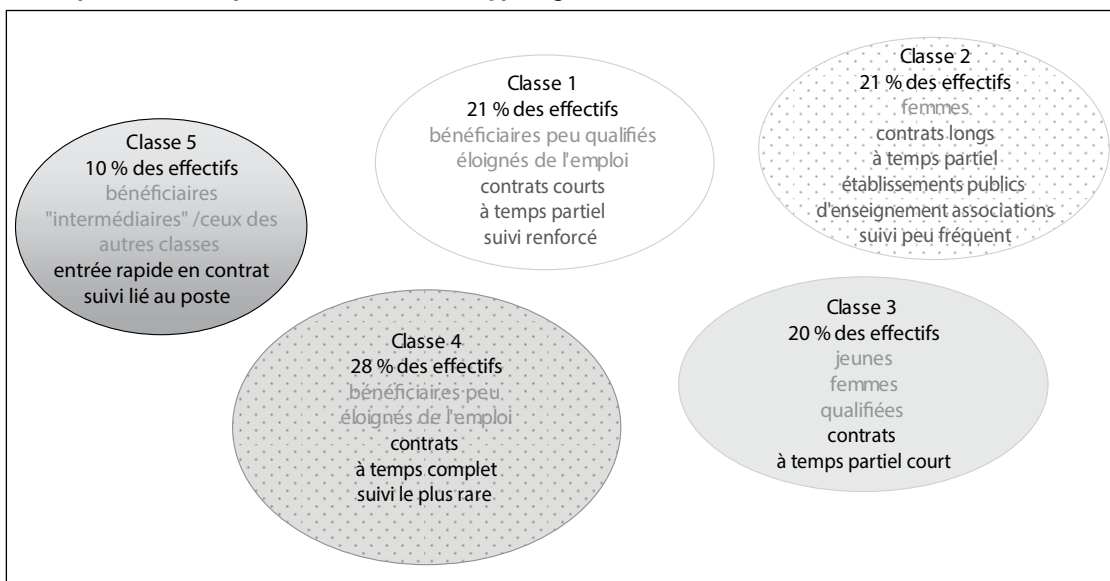 Classe 1
21 % des effectifs
bénéficiaires peu qualifiés
éloignés de l'emploi
contrats courts
à temps partiel
suivi renforcé
Classe 2
21 % des effectifs
femmes
contrats longs
à temps partiel
établissements publics
d'enseignement associations
suivi peu fréquent
Classe 5
10 % des effectifs
bénéficiaires
"intermédiaires" /ceux des
autres classes
entrée rapide en contrat
suivi lié au poste
Classe 4
28 % des effectifs
bénéficiaires peu
éloignés de l'emploi
contrats
à temps complet
suivi le plus rare
Classe 3
20 % des effectifs
jeunes
femmes
qualifiées
contrats
à temps partiel court